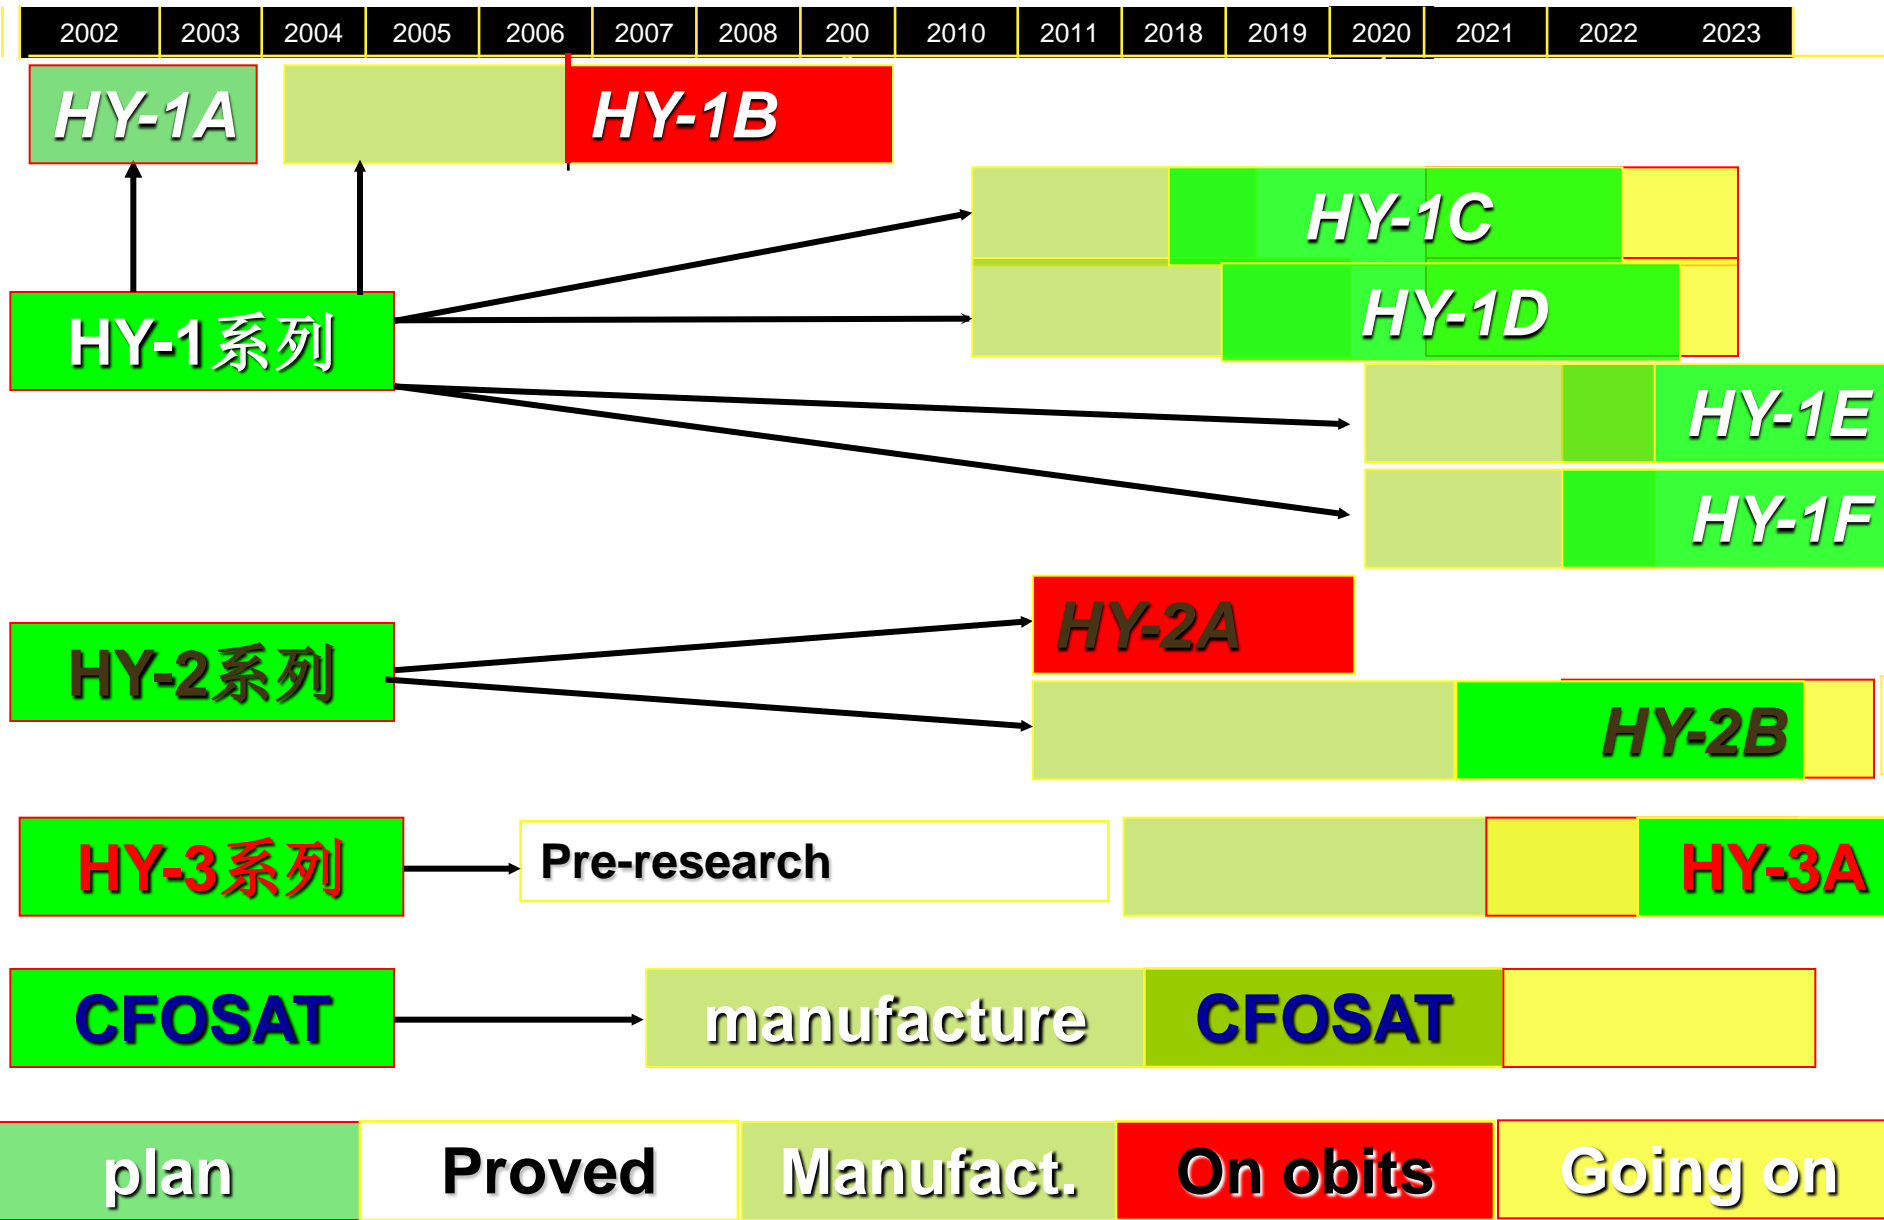 2002 2003 2004 2005 2006 2007 2008 200 2010 2011 2018 2019 2020 2021 2022 2023
HY-1A HY-1B
HY-1C
HY-1系列 HY-1D
HY-1E
HY-1F
HY-2A
HY-2系列
HY-2B
HY-3系列 Pre-research HY-3A
CFOSAT manufacture CFOSAT
plan Proved Manufact. On obits Going on